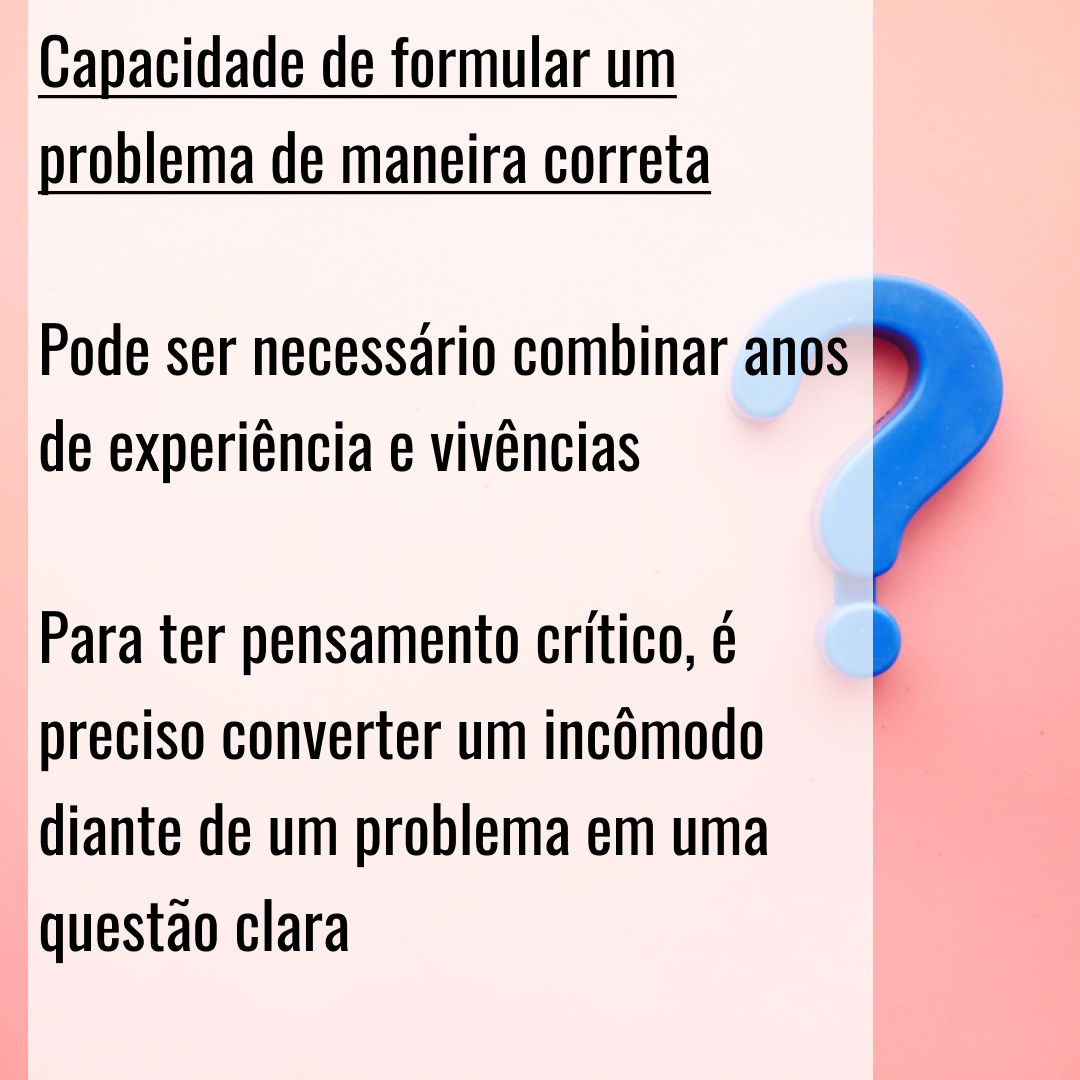 Capacidade de formular um
problema de maneira correta
Pode ser necessário combinar anos
de experiência e vivências
Para ter pensamento crítico, é
preciso converter um incômodo
diante de um problema em uma
questão clara